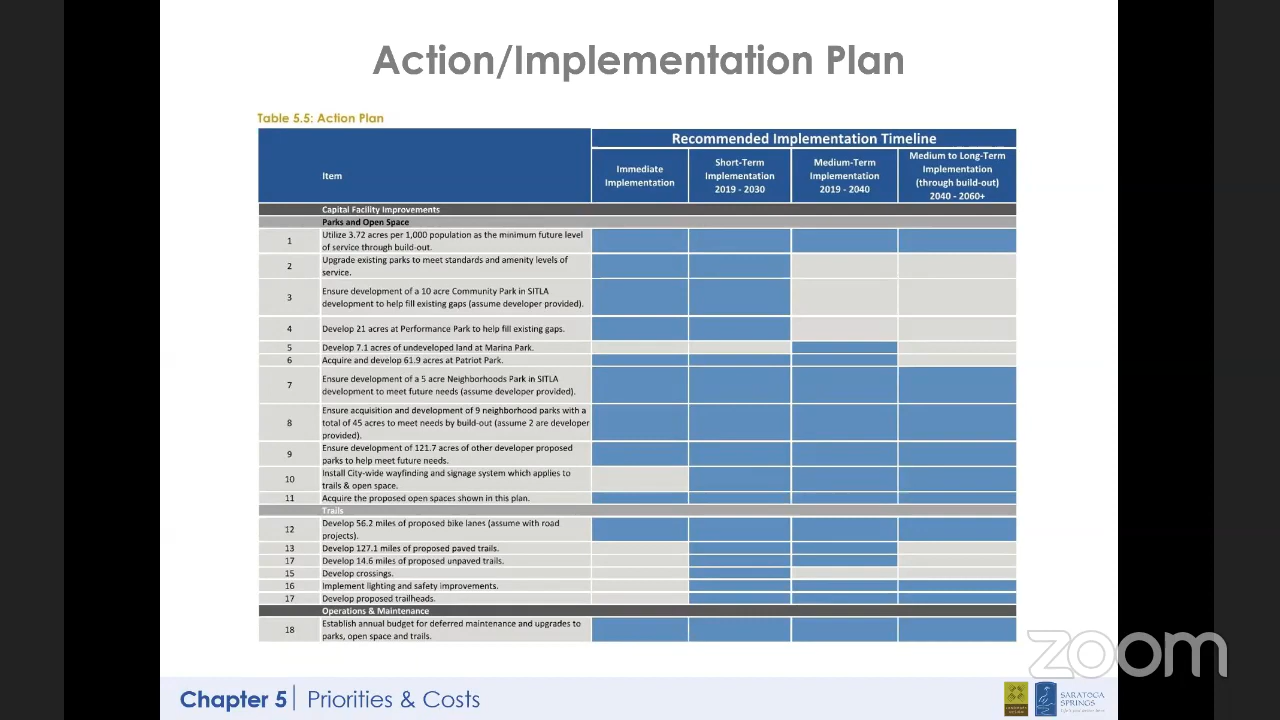 Action/Implementation Plan
Table 5.5: Action Plan
Item
Recommended Implementation Timeline
Immediate
Implementation
Short-Term
Implementation
2019 - 2030
Medium-Term
Implementation
2019 - 2040
Medium to Long-Term
Implementation
(through build-out)
2040 - 2060+
Capital Facility Improvements
Parks and Open Space
1
Utilize 3.72 acres per 1,000 population as the minimum future level
of service through build-out.
2
Upgrade existing parks to meet standards and amenity levels of
service.
3
Ensure development of a 10 acre Community Park in SITLA
development to help fill existing gaps (assume developer provided).
4
Develop 21 acres at Performance Park to help fill existing gaps.
5
Develop 7.1 acres of undeveloped land at Marina Park.
6
Acquire and develop 61.9 acres at Patriot Park.
7
Ensure development of a 5 acre Neighborhoods Park in SITLA
development to meet future needs (assume developer provided).
8
Ensure acquisition and development of 9 neighborhood parks with a
total of 45 acres to meet needs by build-out (assume 2 are developer
provided).
9
Ensure development of 121.7 acres of other developer proposed
parks to help meet future needs.
10
Install City-wide wayfinding and signage system which applies to
trails & open space.
11
Acquire the proposed open spaces shown in this plan.
Trails
12
Develop 56.2 miles of proposed bike lanes (assume with road
projects).
13
Develop 127.1 miles of proposed paved trails.
17
Develop 14.6 miles of proposed unpaved trails.
15
Develop crossings.
16
Implement lighting and safety improvements.
17
Develop proposed trailheads.
Operations & Maintenance
18
Establish annual budget for deferred maintenance and upgrades to
parks, open space and trails.
zoom
Chapter 5 Priorities & Costs
SARATOGA
SPRINGS